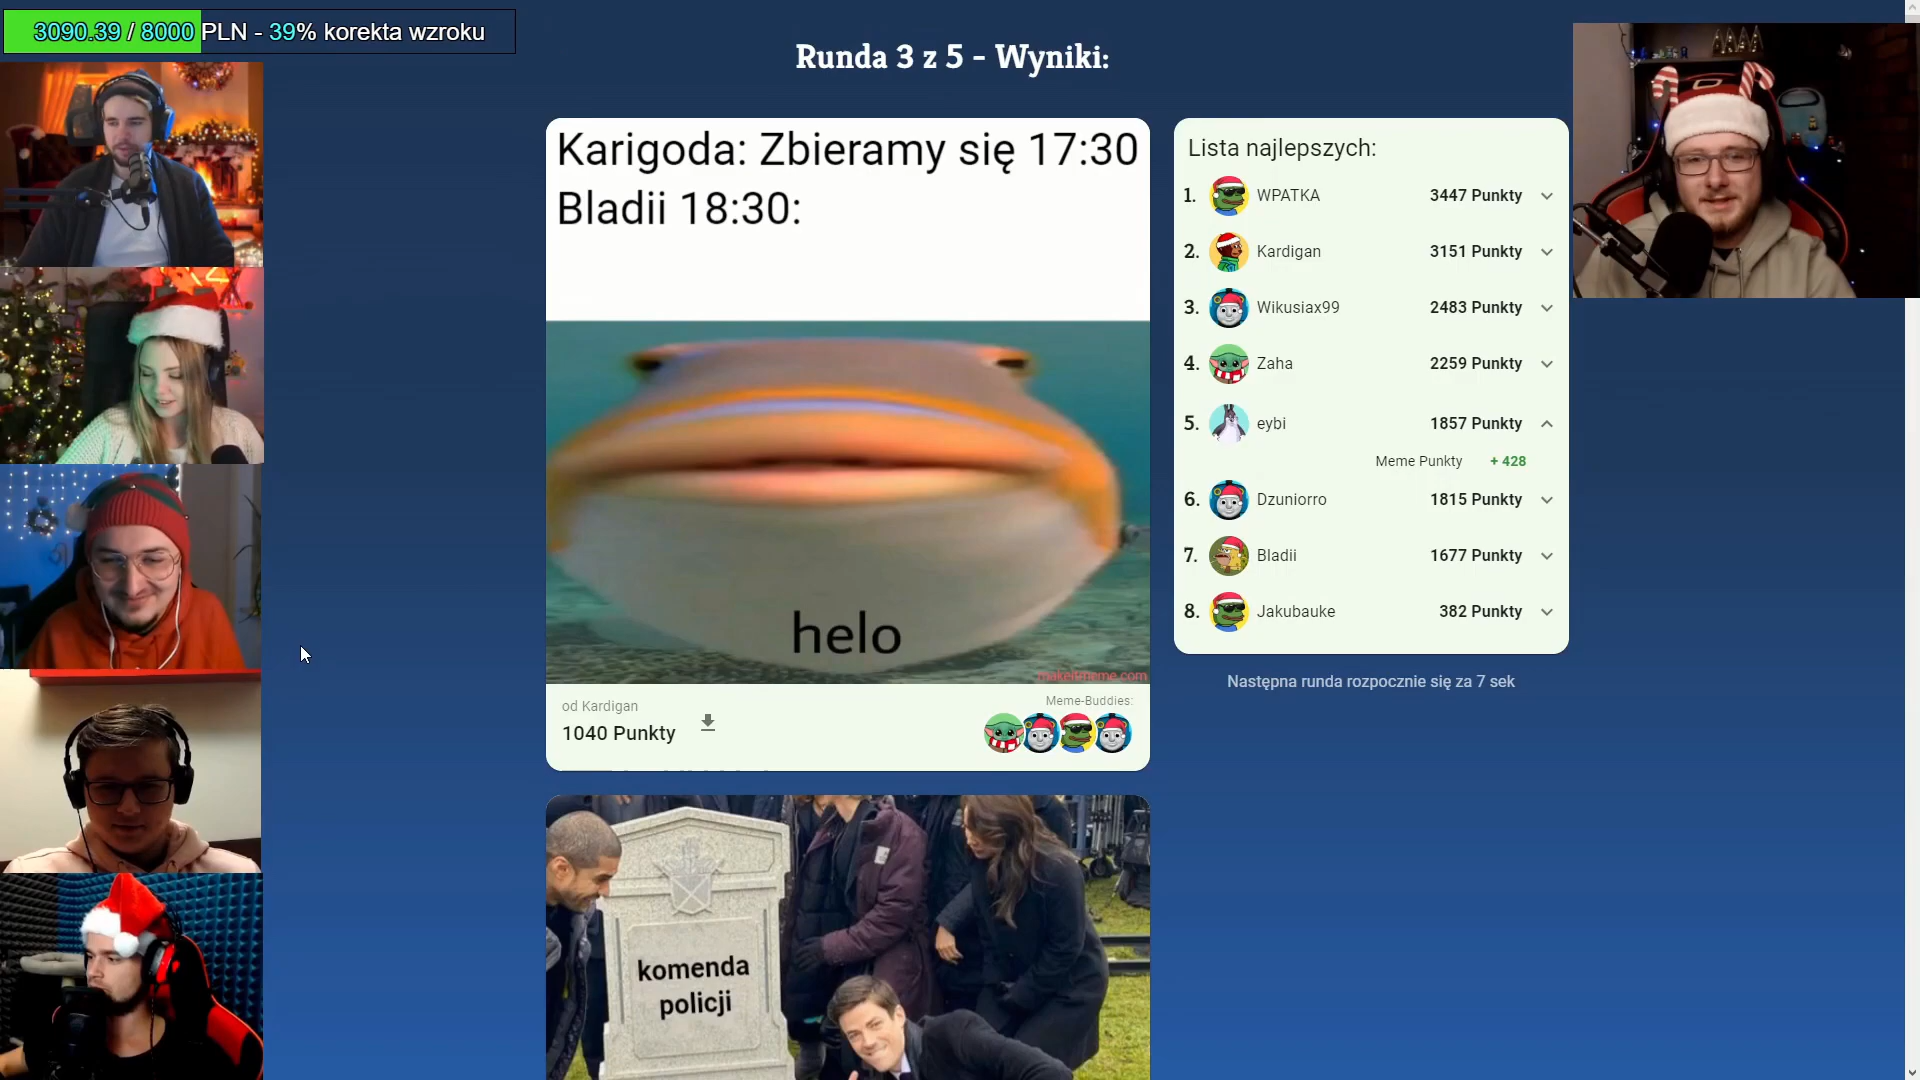 3090.39 / 8000 PLN - 39% korekta wzroku
Runda 3 z 5 - Wyniki:
Karigoda: Zbieramy się 17:30
Bladii 18:30:
helo
makeitmeme.com
od Kardigan
1040 Punkty
Meme-Buddies:
komenda
policji
Lista najlepszych:
1. WPATKA 3447 Punkty
2. Kardigan 3151 Punkty
3. Wikusiax99 2483 Punkty
4. Zaha 2259 Punkty
5. eybi 1857 Punkty
Meme Punkty + 428
6. Dzuniorro 1815 Punkty
7. Bladii 1677 Punkty
8. Jakubauke 382 Punkty
Następna runda rozpocznie się za 7 sek